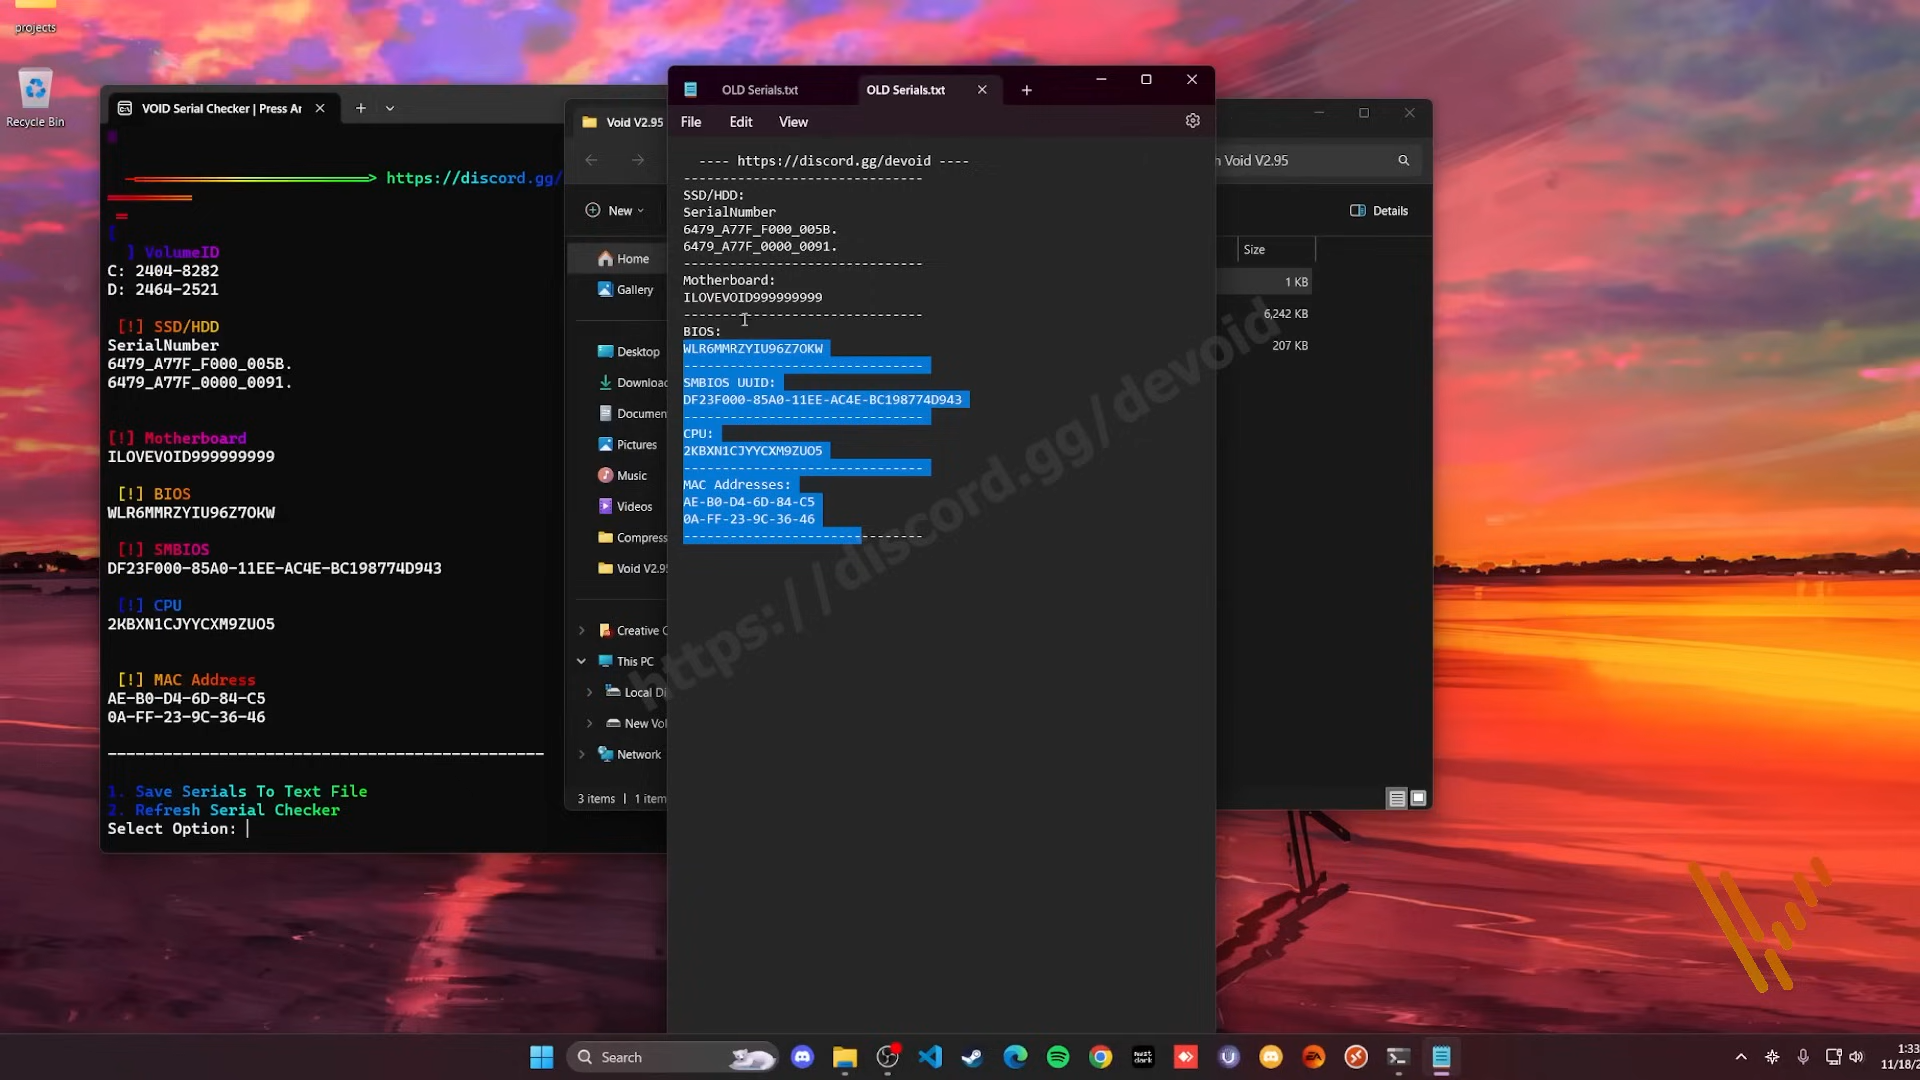 projects
Recycle Bin
VOID Serial Checker | Press Ar
https://discord.gg/
] VolumeID
C: 2404-8282
D: 2464-2521
[!] SSD/HDD
SerialNumber
6479_A77F_F000_005B.
6479_A77F_0000_0091.
[!] Motherboard
ILOVEVOID999999999
[!] BIOS
WLR6MMRZYIU96Z7OKW
[!] SMBIOS
DF23F000-85A0-11EE-AC4E-BC198774D943
[!] CPU
2KBXN1CJYYCXM9ZUO5
[!] MAC Address
AE-B0-D4-6D-84-C5
0A-FF-23-9C-36-46
-----------------------------------------------
1. Save Serials To Text File
2. Refresh Serial Checker
Select Option:
Void V2.95
New
Home
Gallery
Desktop
Downloac
Documen
Pictures
Music
Videos
Compress
Void V2.95
Creative C
This PC
Local Di
New Vol
Network
3 items | 1 item
OLD Serials.txt
OLD Serials.txt
File Edit View
---- https://discord.gg/devoid ----
-------------------------------
SSD/HDD:
SerialNumber
6479_A77F_F000_005B.
6479_A77F_0000_0091.
-------------------------------
Motherboard:
ILOVEVOID999999999
-------------------------------
BIOS:
WLR6MMRZYIU96Z7OKW
-------------------------------
SMBIOS UUID:
DF23F000-85A0-11EE-AC4E-BC198774D943
-------------------------------
CPU:
2KBXN1CJYYCXM9ZUO5
-------------------------------
MAC Addresses:
AE-B0-D4-6D-84-C5
0A-FF-23-9C-36-46
-------------------------------
h Void V2.95
Details
Size
1 KB
6,242 KB
207 KB
https://discord.gg/devoid
Search
EA
1:33
11/18/2